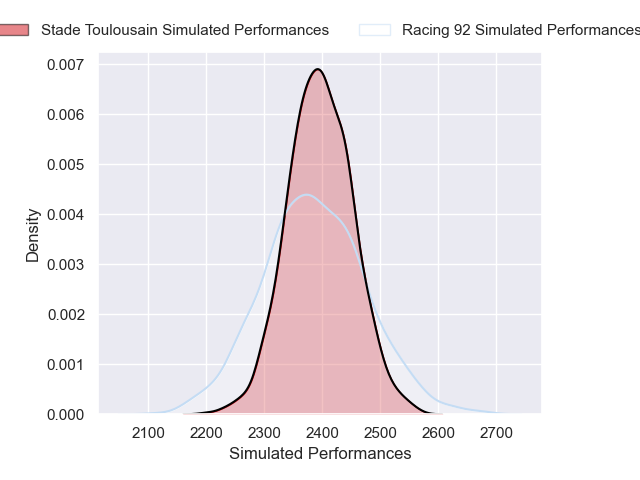 Stade Toulousain Simulated Performances Racing 92 Simulated Performances
0.007
0.006
0.005
0.004
0.003
0.002
0.001
0.000
Density
2100 2200 2300 2400 2500 2600 2700
Simulated Performances